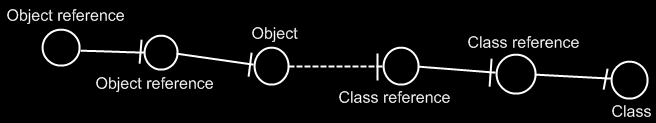 Object reference
Object reference
Object
Class reference
Class reference
Class